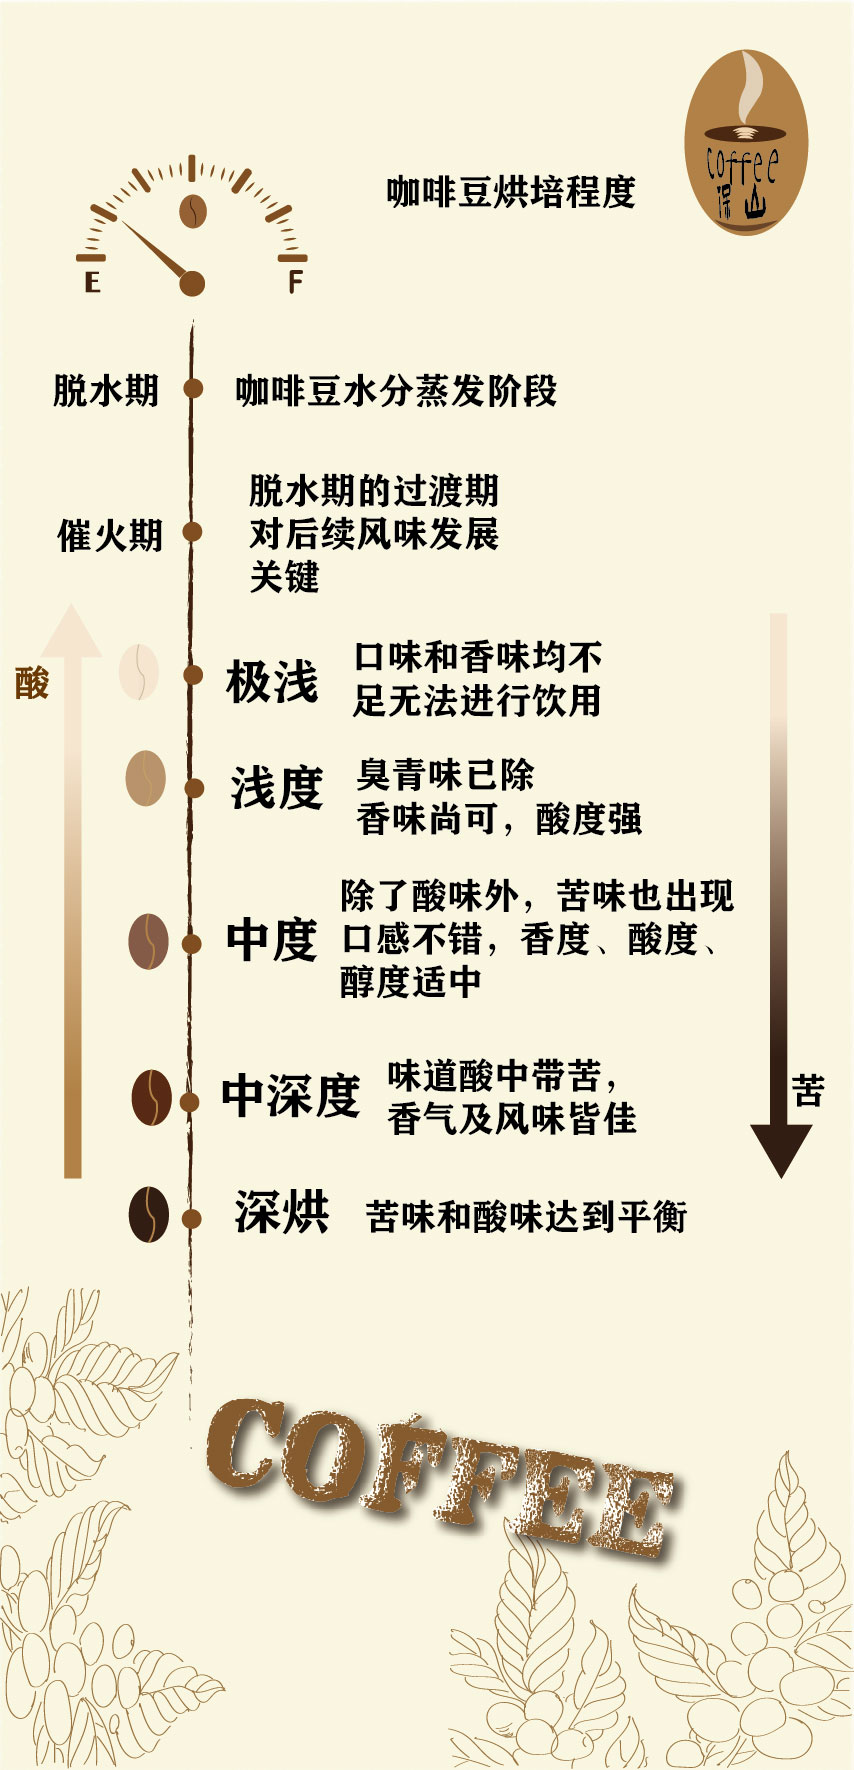 coffee
深山
咖啡豆烘培程度
E
F
脱水期
咖啡豆水分蒸发阶段
催火期
脱水期的过渡期
对后续风味发展
关键
酸
极浅
口味和香味均不
足无法进行饮用
浅度
臭青味已除
香味尚可，酸度强
中度
除了酸味外，苦味也出现
口感不错，香度、酸度、
醇度适中
中深度
味道酸中带苦，
香气及风味皆佳
苦
深烘
苦味和酸味达到平衡
COFFEE